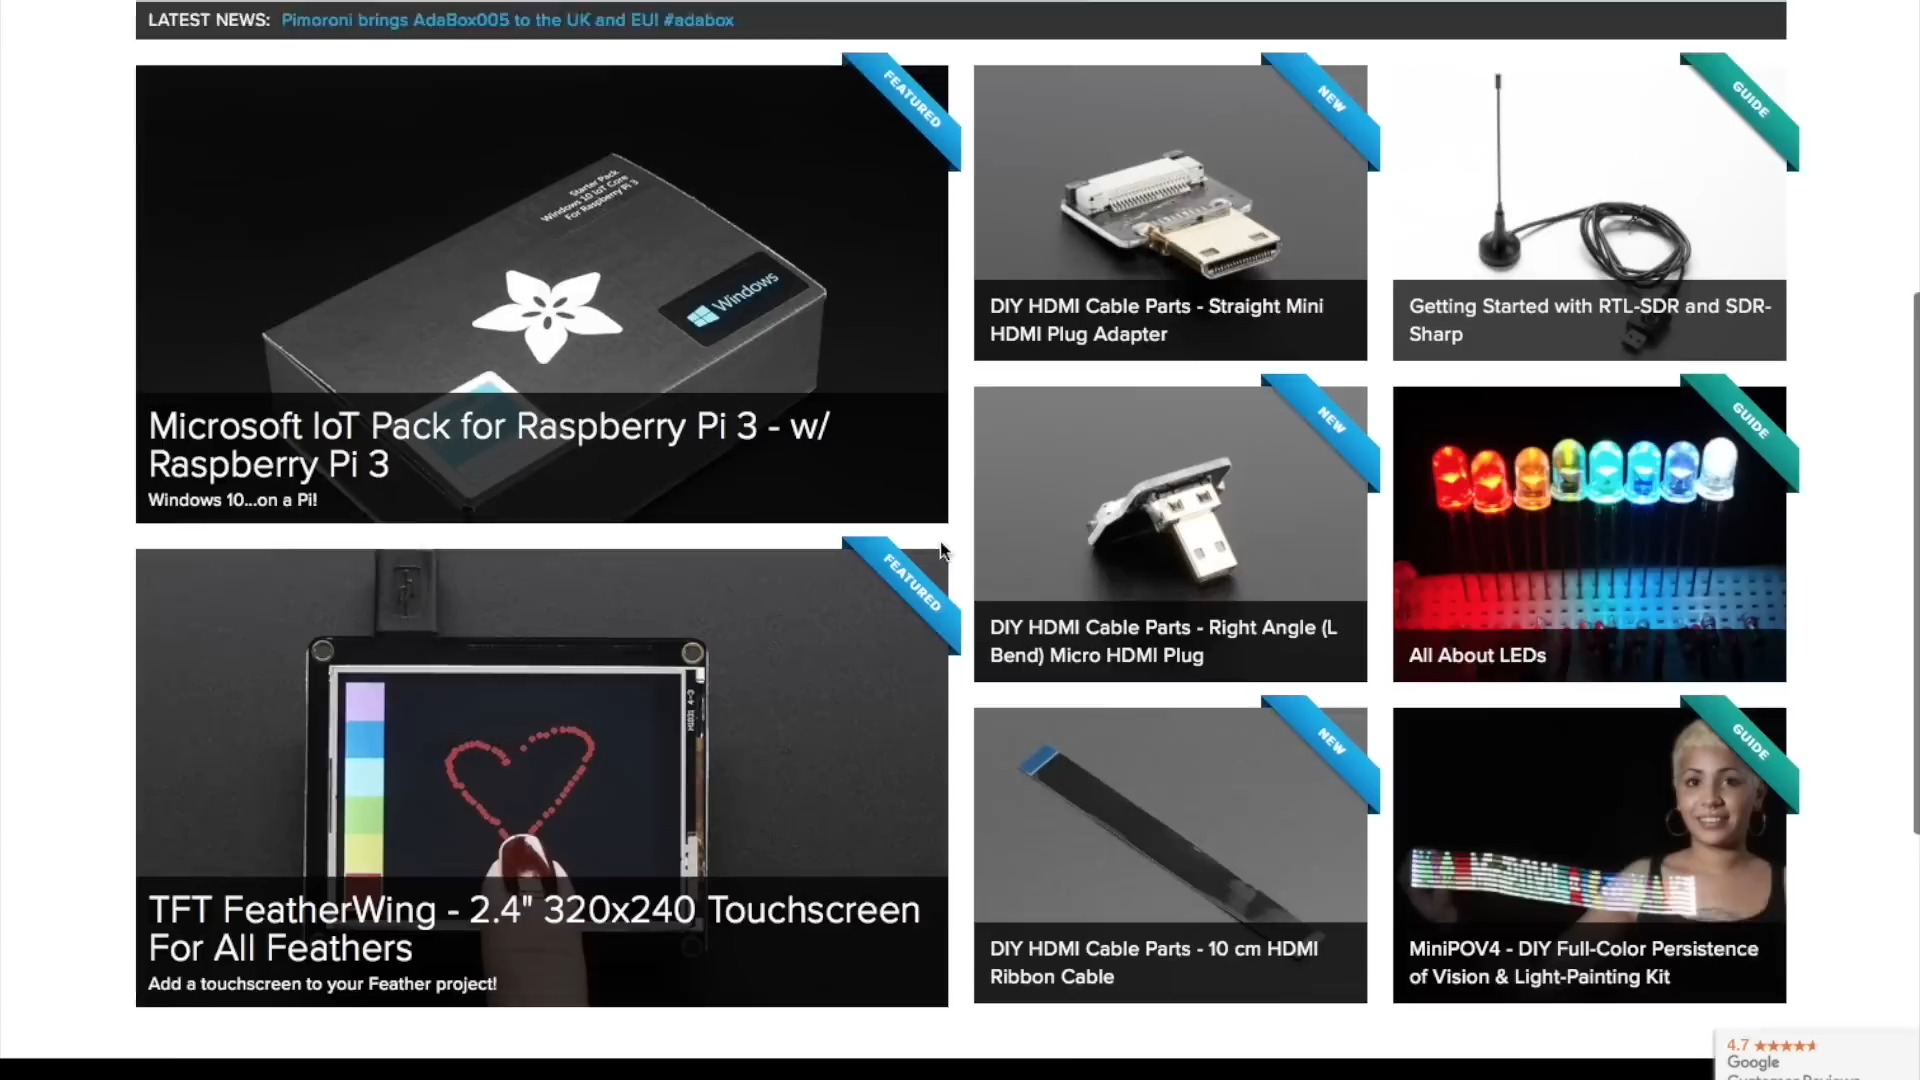 LATEST NEWS: Pimoroni brings AdaBox005 to the UK and EU! #adabox
FEATURED
Starter Pack
Windows 10 IoT Core
For Raspberry Pi 3
Windows
Microsoft IoT Pack for Raspberry Pi 3 - w/
Raspberry Pi 3
Windows 10...on a Pi!
FEATURED
TFT FeatherWing - 2.4" 320x240 Touchscreen
For All Feathers
Add a touchscreen to your Feather project!
NEW
DIY HDMI Cable Parts - Straight Mini
HDMI Plug Adapter
NEW
DIY HDMI Cable Parts - Right Angle (L
Bend) Micro HDMI Plug
NEW
DIY HDMI Cable Parts - 10 cm HDMI
Ribbon Cable
GUIDE
Getting Started with RTL-SDR and SDR-
Sharp
GUIDE
All About LEDs
GUIDE
MiniPOV4 - DIY Full-Color Persistence
of Vision & Light-Painting Kit
4.7
Google
Customer Reviews